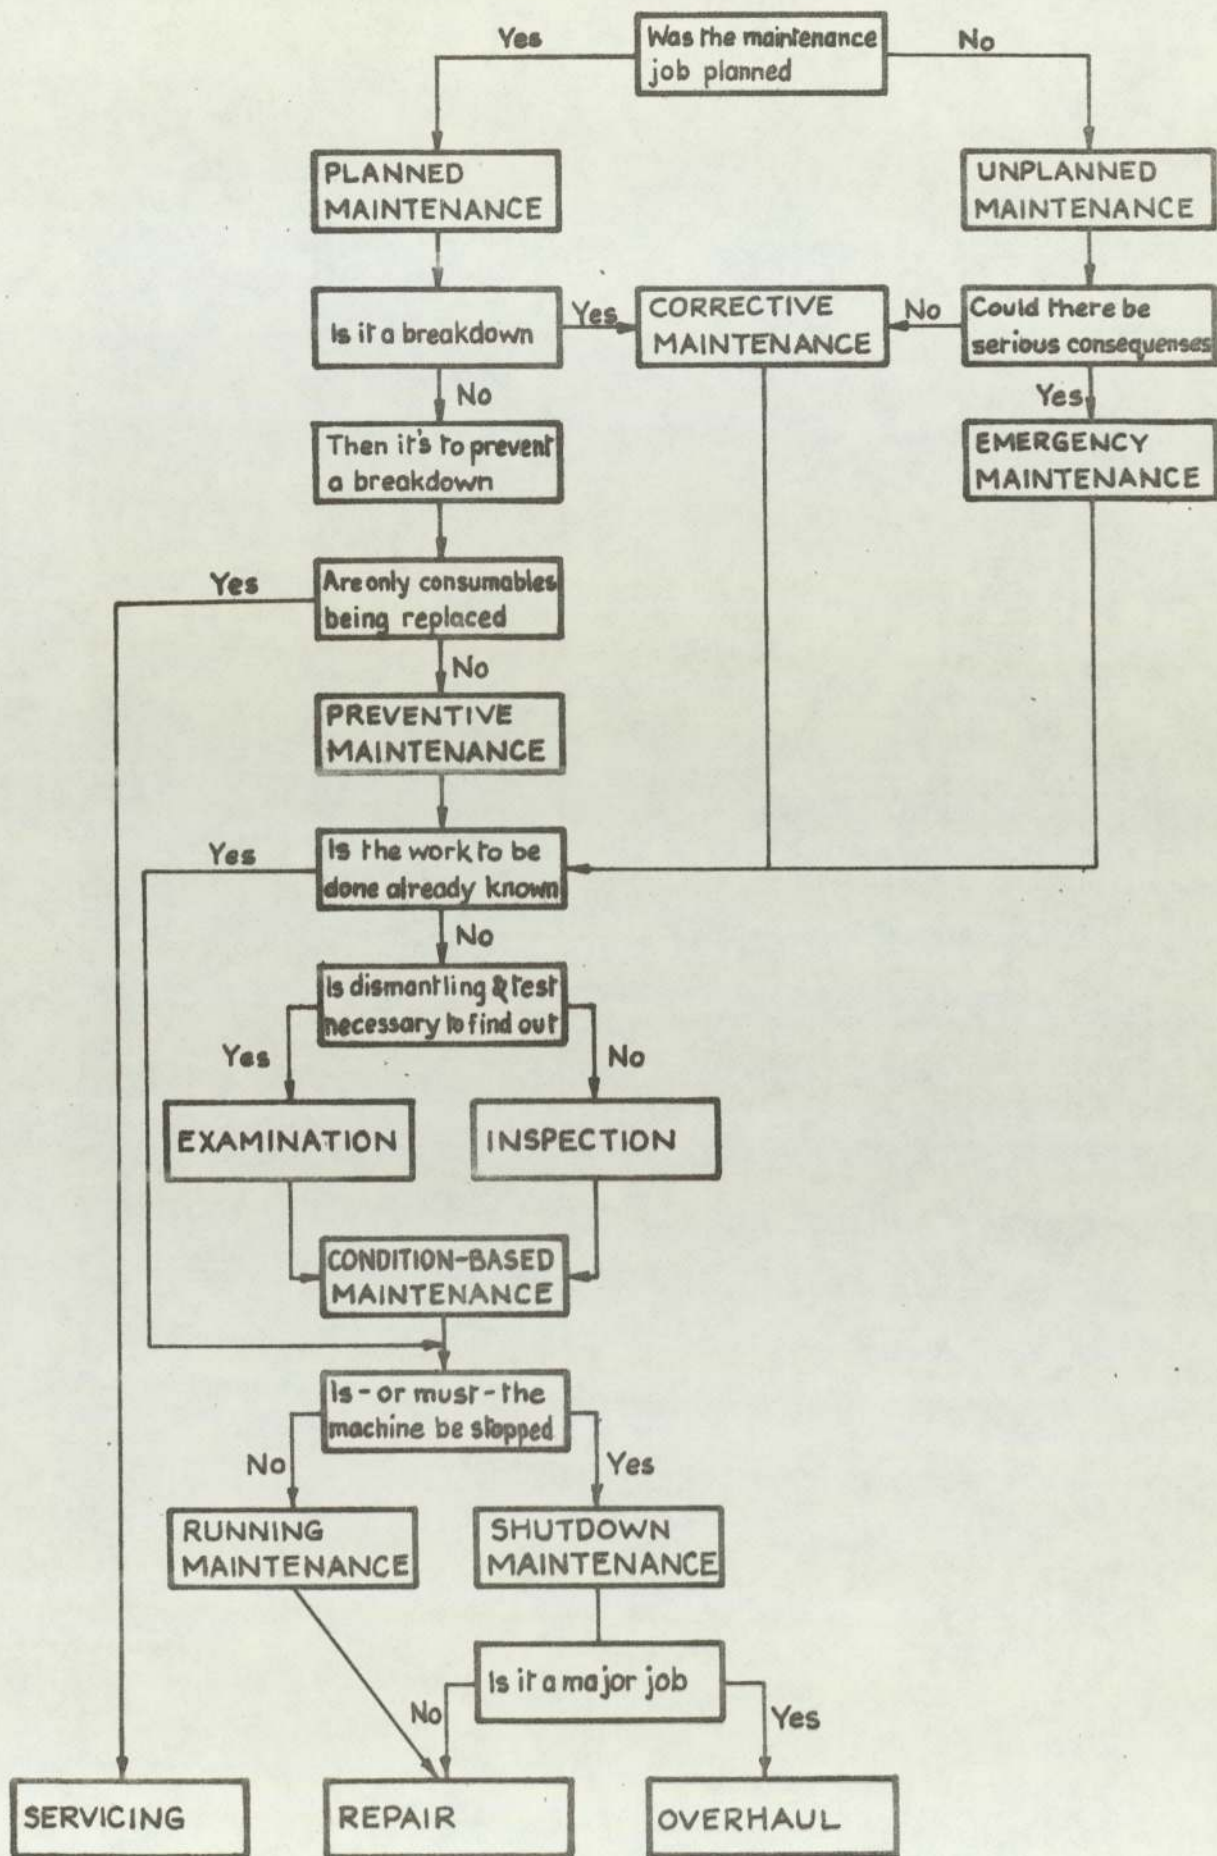 Yes
Was the maintenance
job planned
No
PLANNED
MAINTENANCE
UNPLANNED
MAINTENANCE
Is it a breakdown
Yes
CORRECTIVE
MAINTENANCE
No
Could there be
serious consequenses
No
Yes
Then it's to prevent
a breakdown
EMERGENCY
MAINTENANCE
Yes
Are only consumables
being replaced
No
PREVENTIVE
MAINTENANCE
Yes
Is the work to be
done already known
No
Is dismantling & test
necessary to find out
Yes
No
EXAMINATION
INSPECTION
CONDITION-BASED
MAINTENANCE
Is - or must - the
machine be stopped
No
Yes
RUNNING
MAINTENANCE
SHUTDOWN
MAINTENANCE
Is it a major job
No
Yes
SERVICING
REPAIR
OVERHAUL